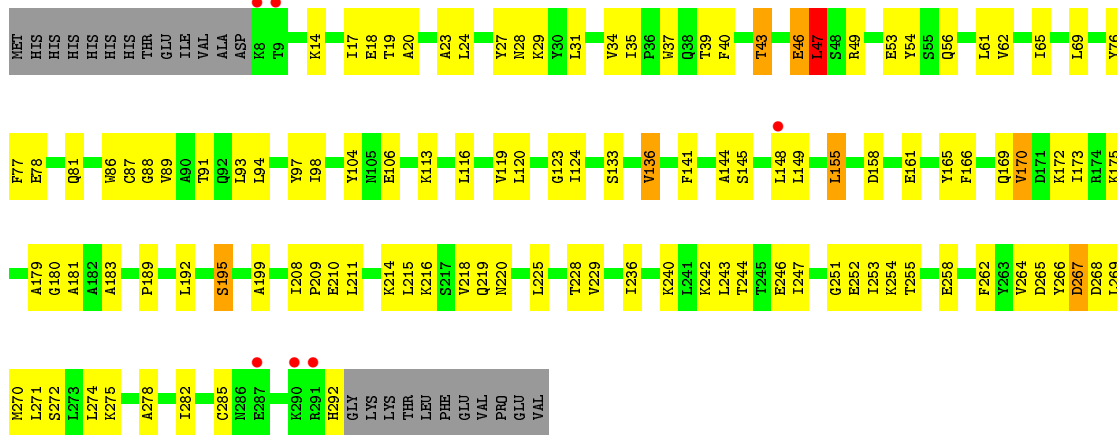 MET HIS HIS HIS HIS HIS HIS THR GLU ILE VAL ALA ASP K8 T9 K14 I17 E18 T19 A20 A23 L24 Y27 N28 K29 Y30 L31 V34 I35 P36 W37 Q38 T39 F40 T43 E46 L47 S48 R49 E53 Y54 S55 Q56 L61 V62 I65 L69 Y76
F77 E78 Q81 W86 C87 G88 V89 A90 T91 Q92 L93 L94 Y97 I98 Y104 N105 E106 K113 L116 V119 L120 G123 I124 S133 V136 F141 A144 S145 L148 L149 L155 D158 E161 Y165 F166 Q169 V170 D171 K172 I173 R174 K175
A179 G180 A181 A182 A183 P189 L192 S195 A199 I208 P209 E210 L211 K214 L215 K216 S217 V218 Q219 N220 L225 T228 V229 I236 K240 L241 K242 L243 T244 T245 E246 I247 G251 E252 I253 K254 T255 E258 F262 Y263 V264 D265 Y266 D267 D268 L269
M270 L271 S272 L273 L274 K275 A278 I282 C285 N286 E287 K290 R291 H292 GLY LYS LYS THR LEU PHE GLU VAL PRO GLU VAL